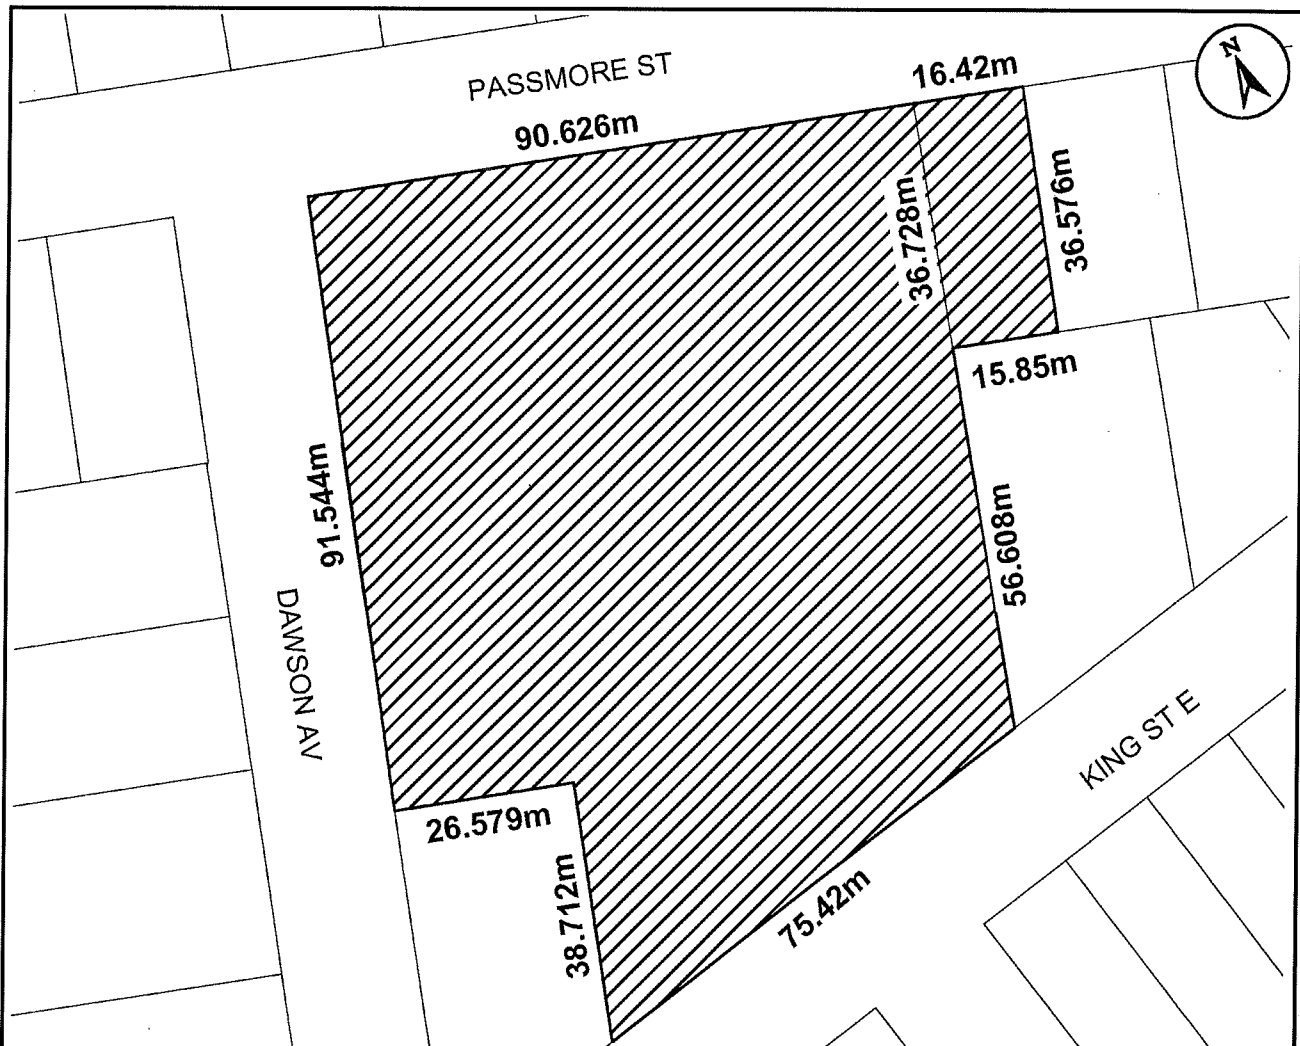 PASSMORE ST
N
16.42m
90.626m
36.728m
36.576m
15.85m
91.544m
56.608m
DAWSON AV
KING ST E
26.579m
38.712m
75.42m